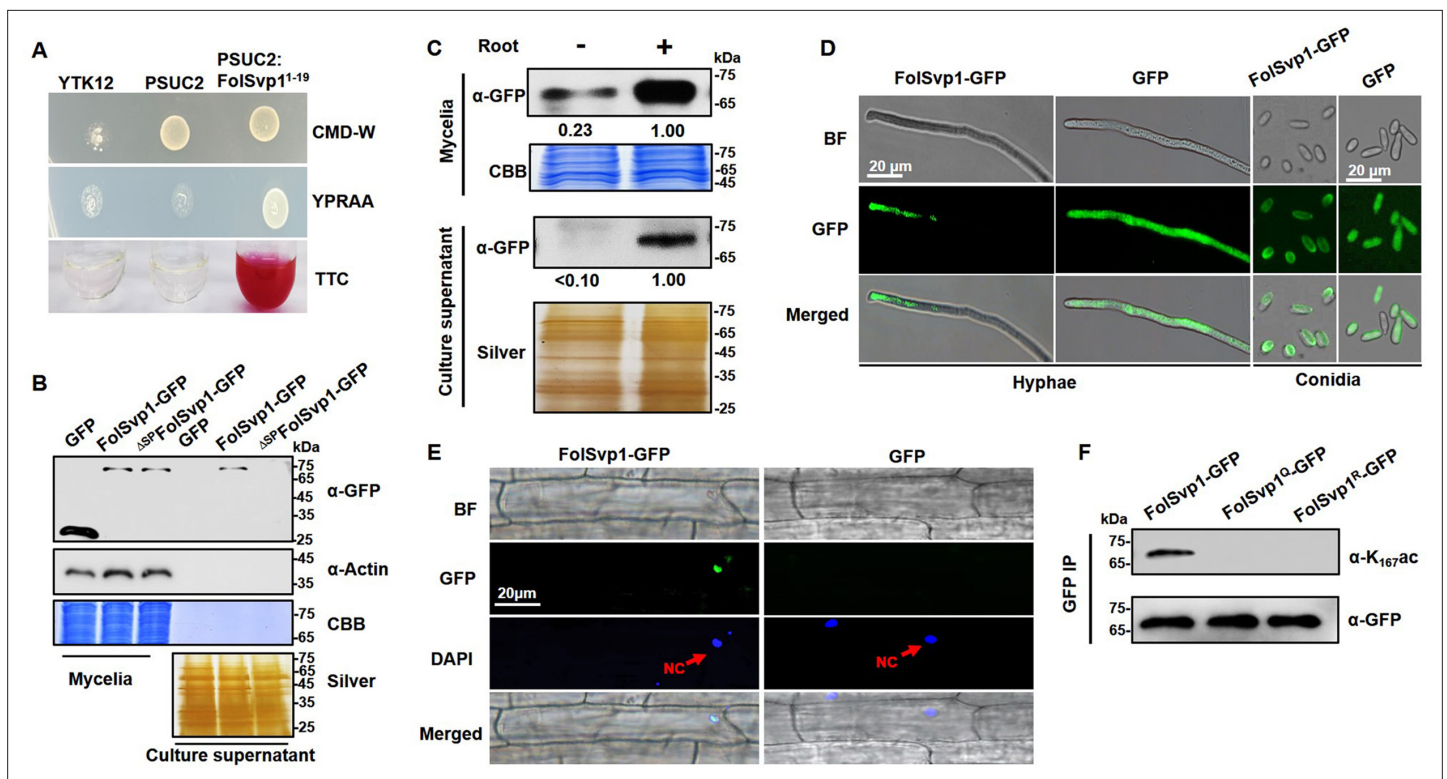 A
YTK12
PSUC2
PSUC2:
FolSvp1¹⁻¹⁹
CMD-W
YPRAA
TTC
B
GFP
FolSvp1-GFP
ΔSPFolSvp1-GFP
GFP
FolSvp1-GFP
ΔSPFolSvp1-GFP
kDa
-75
-65
-45
-35
-25
α-GFP
-45
-35
α-Actin
-75
-65
CBB
-75
-65
-45
-35
-25
Silver
Mycelia
Culture supernatant
C
Root
-
+
kDa
Mycelia
α-GFP
-75
-65
0.23
1.00
CBB
-75
-65
-45
Culture supernatant
α-GFP
-75
-65
<0.10
1.00
Silver
-75
-65
-45
-35
-25
D
FolSvp1-GFP
GFP
FolSvp1-GFP
GFP
BF
20 µm
20 µm
GFP
Merged
Hyphae
Conidia
E
FolSvp1-GFP
GFP
BF
GFP
20µm
DAPI
NC
NC
Merged
F
FolSvp1-GFP
FolSvp1Q-GFP
FolSvp1R-GFP
kDa
GFP IP
75-
65-
α-K₁₆₇ac
75-
65-
α-GFP